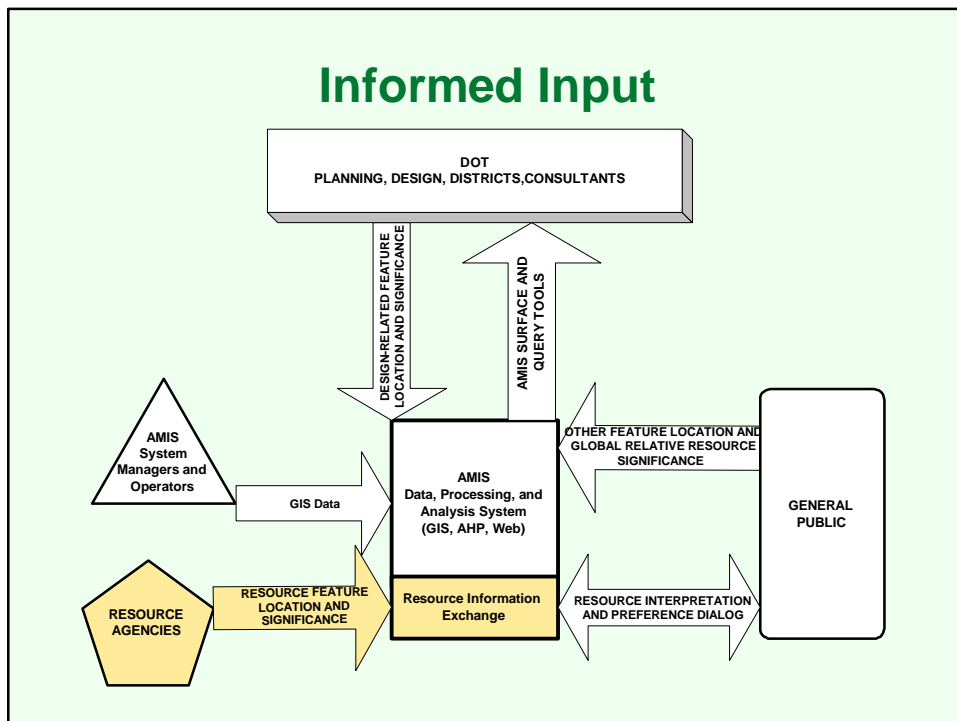 Informed Input
DOT
PLANNING, DESIGN, DISTRICTS,CONSULTANTS
DESIGN-RELATED FEATURE
LOCATION AND SIGNIFICANCE
AMIS SURFACE AND
QUERY TOOLS
AMIS
System
Managers and
Operators
GIS Data
AMIS
Data, Processing, and
Analysis System
(GIS, AHP, Web)
OTHER FEATURE LOCATION AND
GLOBAL RELATIVE RESOURCE
SIGNIFICANCE
GENERAL
PUBLIC
RESOURCE
AGENCIES
RESOURCE FEATURE
LOCATION AND
SIGNIFICANCE
Resource Information
Exchange
RESOURCE INTERPRETATION
AND PREFERENCE DIALOG